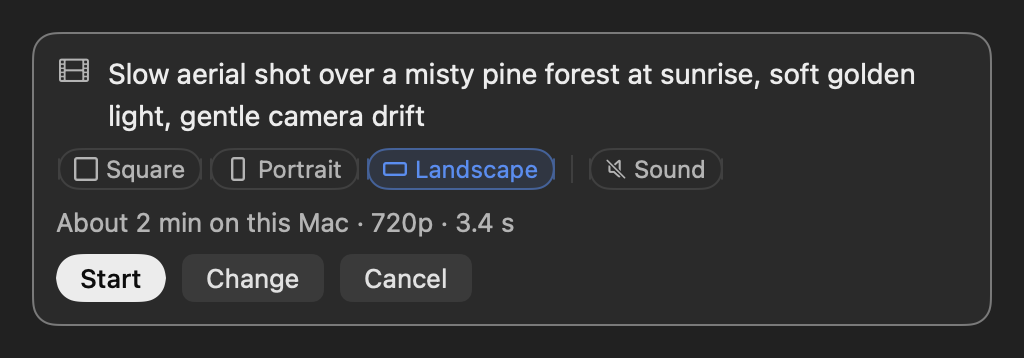 Slow aerial shot over a misty pine forest at sunrise, soft golden
light, gentle camera drift
Square Portrait Landscape Sound
About 2 min on this Mac · 720p · 3.4 s
Start Change Cancel